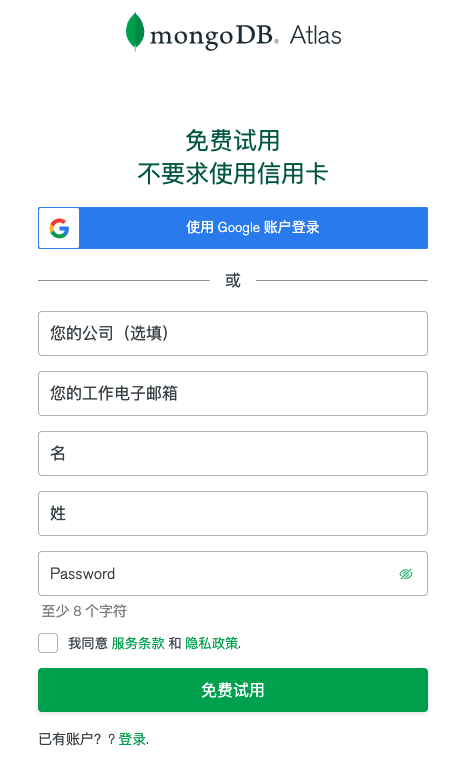 mongoDB® Atlas
免费试用
不要求使用信用卡
使用 Google 账户登录
或
您的公司（选填）
您的工作电子邮箱
名
姓
Password
至少 8 个字符
我同意 服务条款 和 隐私政策.
免费试用
已有账户？? 登录.